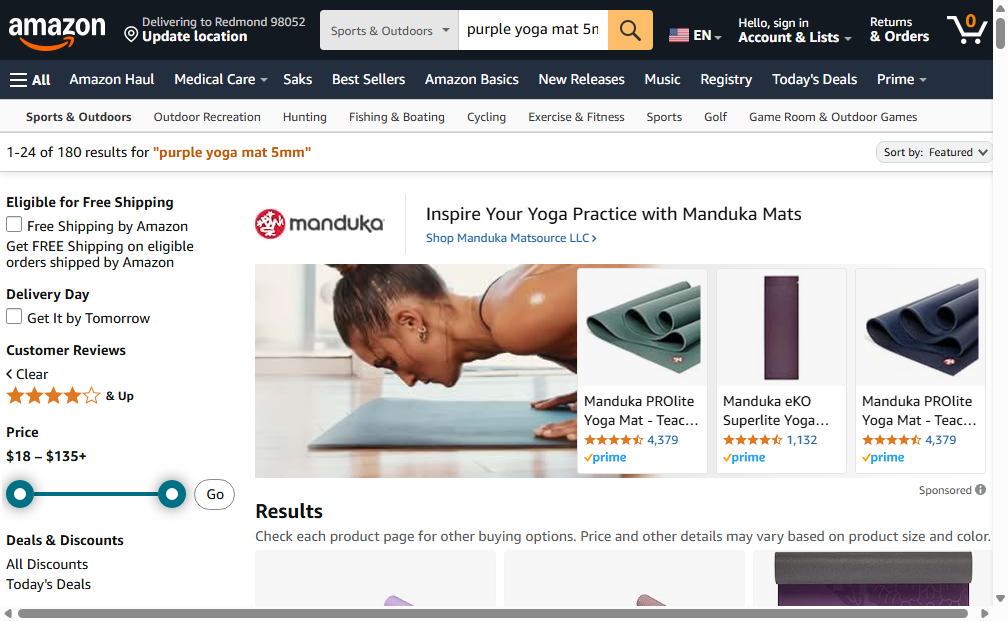 amazon
Delivering to Redmond 98052
Update location
Sports & Outdoors
purple yoga mat 5m
EN
Hello, sign in
Account & Lists
Returns
& Orders
0
All
Amazon Haul
Medical Care
Saks
Best Sellers
Amazon Basics
New Releases
Music
Registry
Today's Deals
Prime
Sports & Outdoors
Outdoor Recreation
Hunting
Fishing & Boating
Cycling
Exercise & Fitness
Sports
Golf
Game Room & Outdoor Games
1-24 of 180 results for "purple yoga mat 5mm"
Sort by: Featured
Eligible for Free Shipping
Free Shipping by Amazon
Get FREE Shipping on eligible
orders shipped by Amazon
Delivery Day
Get It by Tomorrow
Customer Reviews
Clear
& Up
Price
$18 – $135+
Go
Deals & Discounts
All Discounts
Today's Deals
manduka
Inspire Your Yoga Practice with Manduka Mats
Shop Manduka Matsource LLC
Manduka PROlite
Yoga Mat - Teac...
4,379
prime
Manduka eKO
Superlite Yoga...
1,132
prime
Manduka PROlite
Yoga Mat - Teac...
4,379
prime
Sponsored
Results
Check each product page for other buying options. Price and other details may vary based on product size and color.